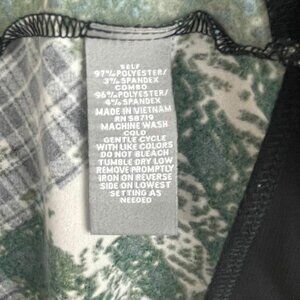 SELF
97% POLYESTER/
3% SPANDEX
COMBO
96% POLYESTER/
4% SPANDEX
MADE IN VIETNAM
RN 58719
MACHINE WASH
COLD
GENTLE CYCLE
WITH LIKE COLORS
DO NOT BLEACH
TUMBLE DRY LOW
REMOVE PROMPTLY
IRON ON REVERSE
SIDE ON LOWEST
SETTING AS
NEEDED